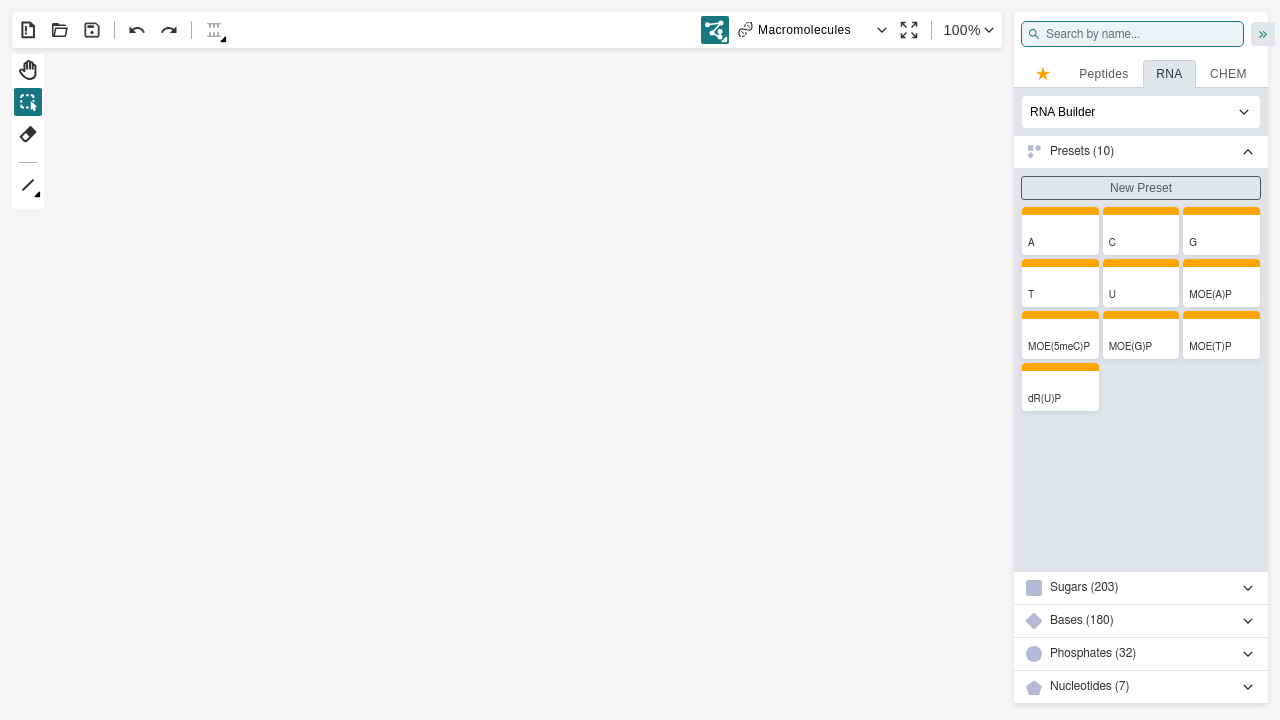 Macromolecules
100%
Search by name...
Peptides
RNA
CHEM
RNA Builder
Presets (10)
New Preset
A
C
G
T
U
MOE(A)P
MOE(5meC)P
MOE(G)P
MOE(T)P
dR(U)P
Sugars (203)
Bases (180)
Phosphates (32)
Nucleotides (7)